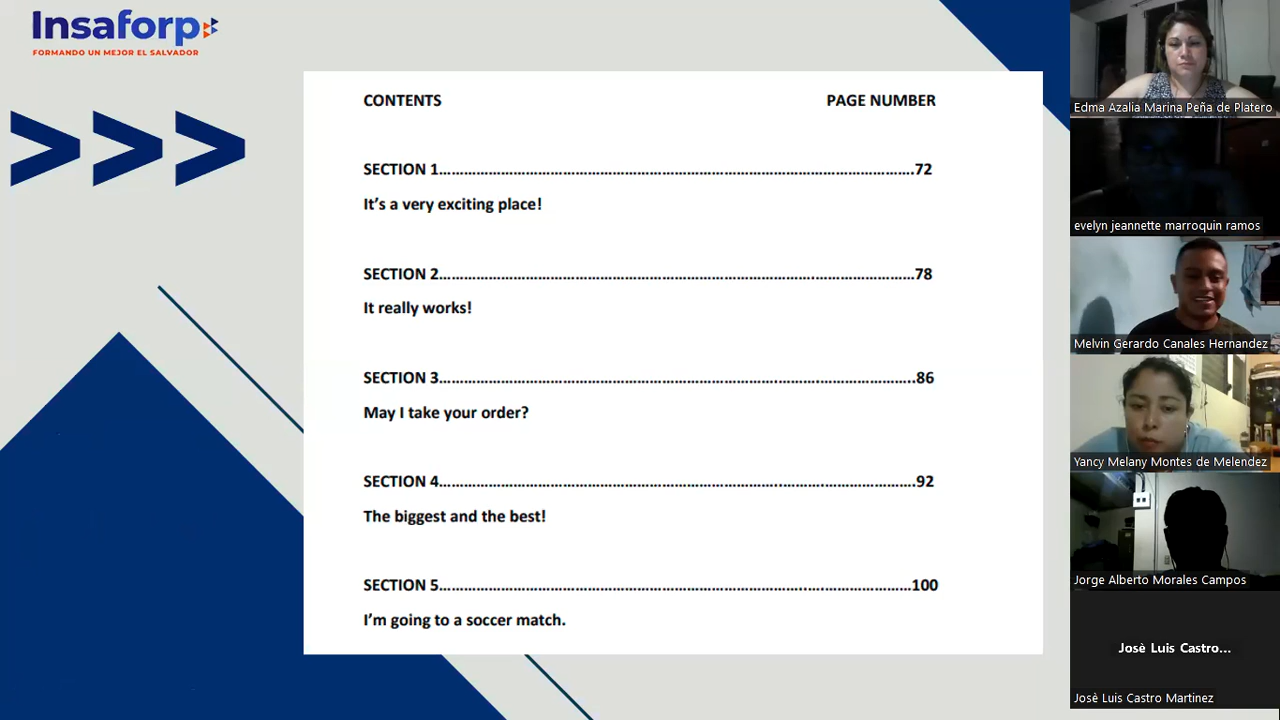 Insaforp
FORMANDO UN MEJOR EL SALVADOR
CONTENTS PAGE NUMBER
SECTION 1……………………………………………………………………………………………….72
It’s a very exciting place!
SECTION 2…………………………………………………………………………….…………………78
It really works!
SECTION 3…………………………………………………………………….…….…………………..86
May I take your order?
SECTION 4……………………………………………………………………..…………………………92
The biggest and the best!
SECTION 5………………………………………………………………………..….…………………100
I’m going to a soccer match.
Edma Azalia Marina Peña de Platero
evelyn jeannette marroquin ramos
Melvin Gerardo Canales Hernandez
Yancy Melany Montes de Melendez
Jorge Alberto Morales Campos
Josè Luis Castro...
Josè Luis Castro Martinez